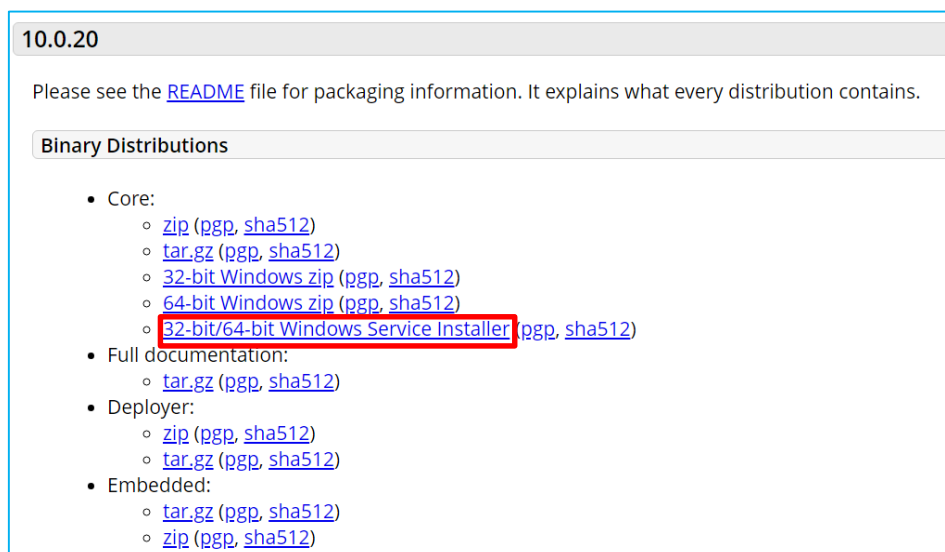 10.0.20
Please see the README file for packaging information. It explains what every distribution contains.
Binary Distributions
• Core:
◦ zip (pgp, sha512)
◦ tar.gz (pgp, sha512)
◦ 32-bit Windows zip (pgp, sha512)
◦ 64-bit Windows zip (pgp, sha512)
◦ 32-bit/64-bit Windows Service Installer (pgp, sha512)
• Full documentation:
◦ tar.gz (pgp, sha512)
• Deployer:
◦ zip (pgp, sha512)
◦ tar.gz (pgp, sha512)
• Embedded:
◦ tar.gz (pgp, sha512)
◦ zip (pgp, sha512)